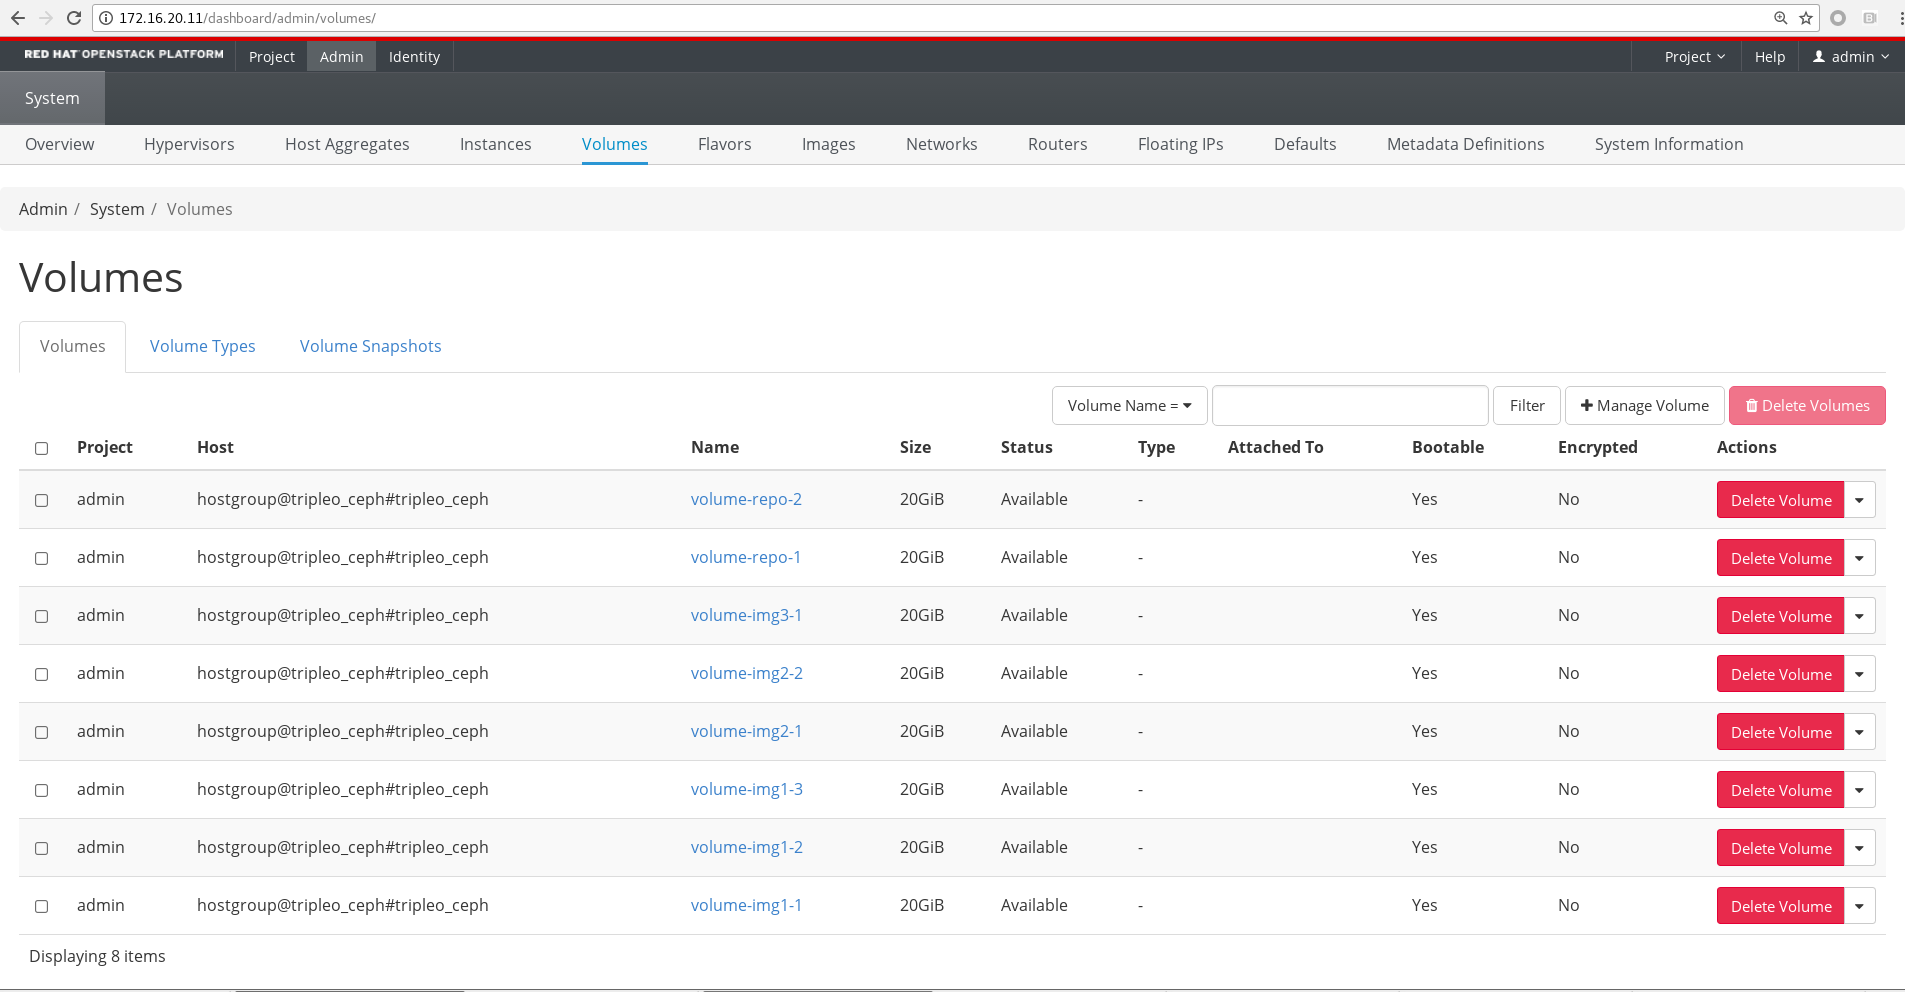 172.16.20.11/dashboard/admin/volumes/
RED HAT OPENSTACK PLATFORM Project Admin Identity Project Help admin
System
Overview Hypervisors Host Aggregates Instances Volumes Flavors Images Networks Routers Floating IPs Defaults Metadata Definitions System Information
Admin / System / Volumes
Volumes
Volumes Volume Types Volume Snapshots
Volume Name = Filter Manage Volume Delete Volumes
Project Host Name Size Status Type Attached To Bootable Encrypted Actions
admin hostgroup@tripleo_ceph#tripleo_ceph volume-repo-2 20GiB Available - Yes No Delete Volume
admin hostgroup@tripleo_ceph#tripleo_ceph volume-repo-1 20GiB Available - Yes No Delete Volume
admin hostgroup@tripleo_ceph#tripleo_ceph volume-img3-1 20GiB Available - Yes No Delete Volume
admin hostgroup@tripleo_ceph#tripleo_ceph volume-img2-2 20GiB Available - Yes No Delete Volume
admin hostgroup@tripleo_ceph#tripleo_ceph volume-img2-1 20GiB Available - Yes No Delete Volume
admin hostgroup@tripleo_ceph#tripleo_ceph volume-img1-3 20GiB Available - Yes No Delete Volume
admin hostgroup@tripleo_ceph#tripleo_ceph volume-img1-2 20GiB Available - Yes No Delete Volume
admin hostgroup@tripleo_ceph#tripleo_ceph volume-img1-1 20GiB Available - Yes No Delete Volume
Displaying 8 items